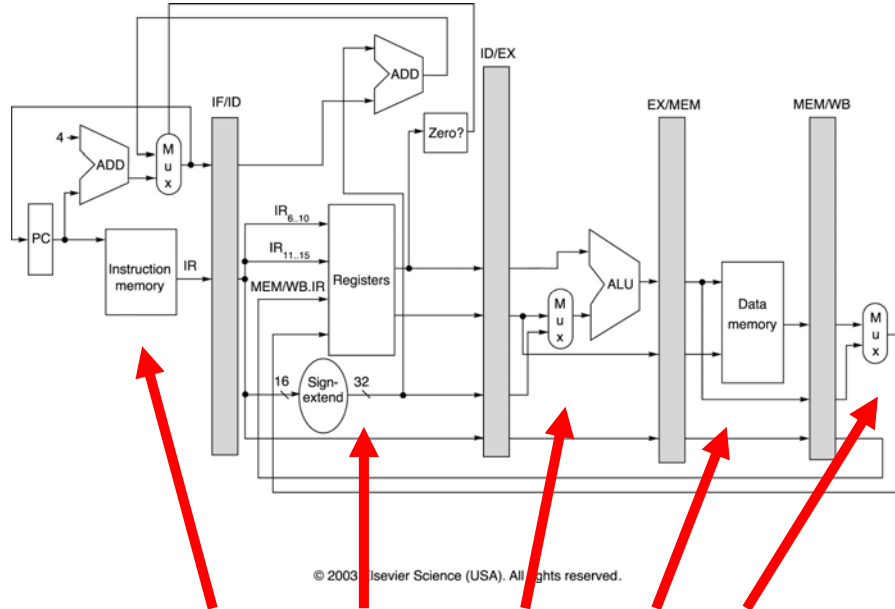 ID/EX
ADD
IF/ID
EX/MEM
MEM/WB
Zero?
4
ADD
M
u
x
IR6..10
PC
IR11..15
Instruction
memory
IR
Registers
ALU
MEM/WB.IR
M
u
x
Data
memory
M
u
x
16
Sign-
extend
32
© 2003 Elsevier Science (USA). All rights reserved.